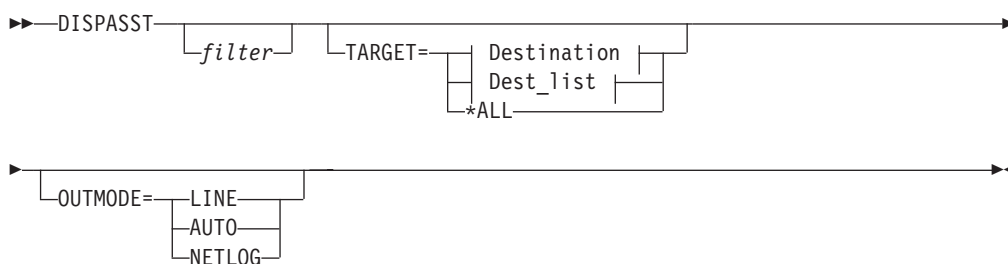 DISPASST
filter
TARGET= Destination
Dest_list
*ALL
OUTMODE= LINE
AUTO
NETLOG